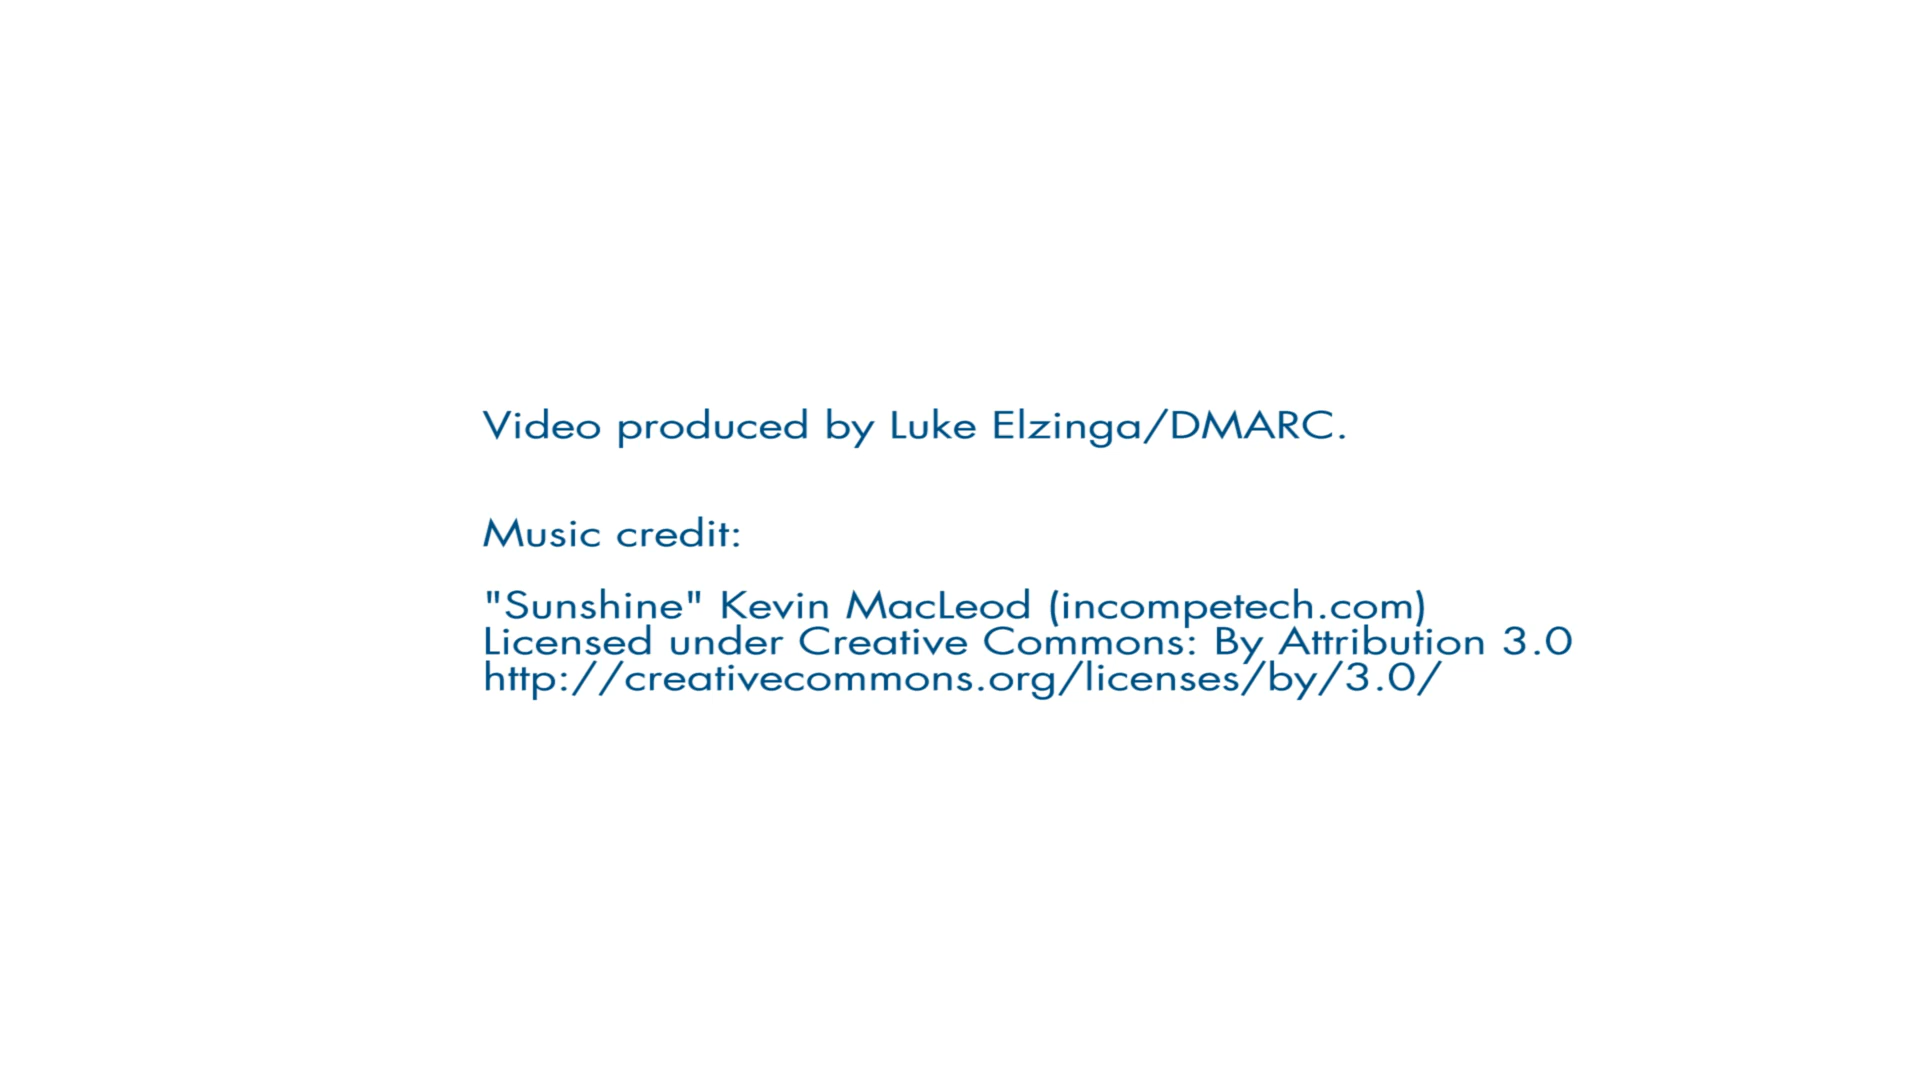 Video produced by Luke Elzinga/DMARC.
Music credit:
"Sunshine" Kevin MacLeod (incompetech.com)
Licensed under Creative Commons: By Attribution 3.0
http://creativecommons.org/licenses/by/3.0/